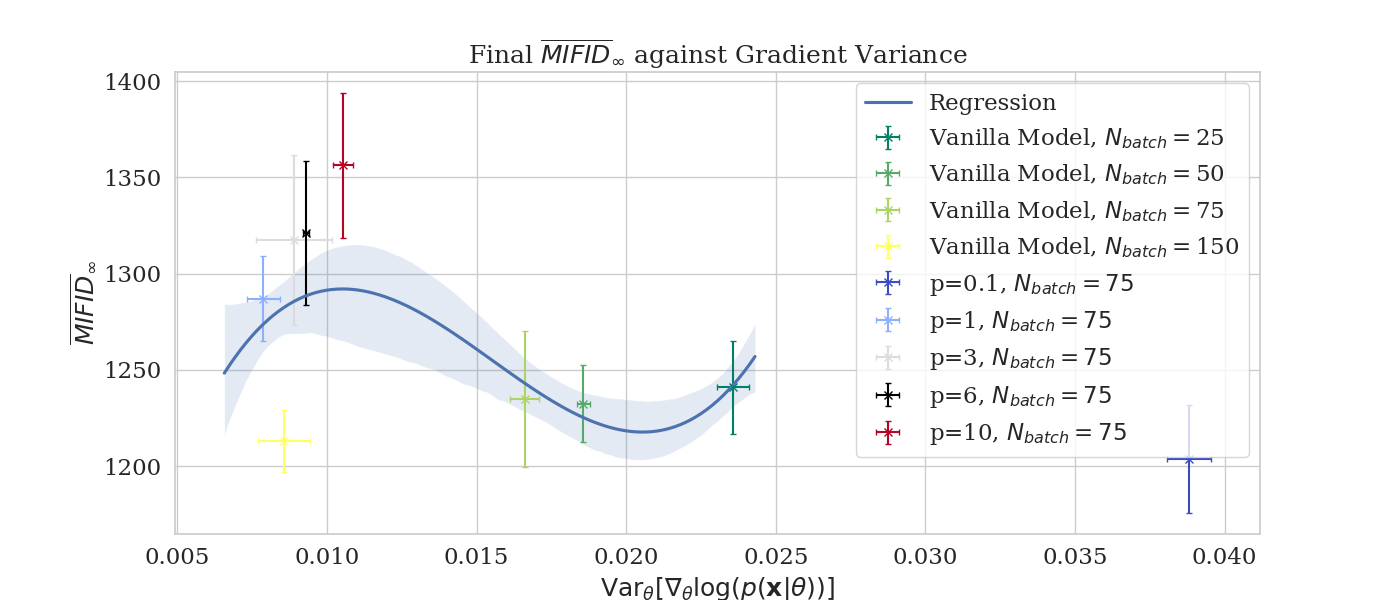 Final $\overline{MIFID}_\infty$ against Gradient Variance
$\overline{MIFID}_\infty$
1400
1350
1300
1250
1200
Regression
Vanilla Model, $N_{batch} = 25$
Vanilla Model, $N_{batch} = 50$
Vanilla Model, $N_{batch} = 75$
Vanilla Model, $N_{batch} = 150$
p=0.1, $N_{batch} = 75$
p=1, $N_{batch} = 75$
p=3, $N_{batch} = 75$
p=6, $N_{batch} = 75$
p=10, $N_{batch} = 75$
0.005 0.010 0.015 0.020 0.025 0.030 0.035 0.040
$\mathrm{Var}_\theta[\nabla_\theta \log(p(\mathbf{x}|\theta))]$